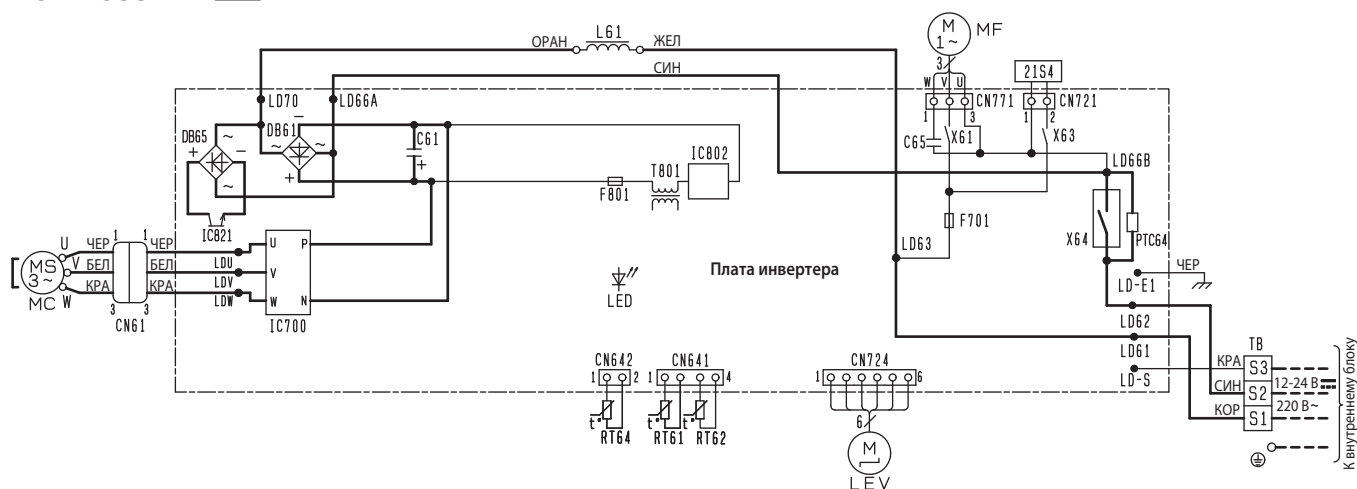 L61
ОРАН
ЖЕЛ
СИН
M
1~
MF
3
W V U
21S4
CN771
CN721
1 3
1 2
LD70
LD66A
DB65
~
+
-
~
DB61
-
~
~
+
C61
+
C65
X61
X63
LD66B
IC802
T801
F801
F701
X64
PTC64
IC821
LD63
Плата инвертера
U ЧЕР 1 1 ЧЕР
LDU
U P
MS
3~
V БЕЛ БЕЛ
LDV
V
MC
W КРА КРА
LDW
W N
3 3
CN61
IC700
LED
ЧЕР
LD-E1
LD62
LD61
LD-S
TB
КРА S3
СИН S2
КОР S1
12-24 В
220 В~
К внутреннему блоку
CN642
1 2
CN641
1 4
CN724
1 6
t°
RT64
t°
RT61
t°
RT62
6
M
LEV